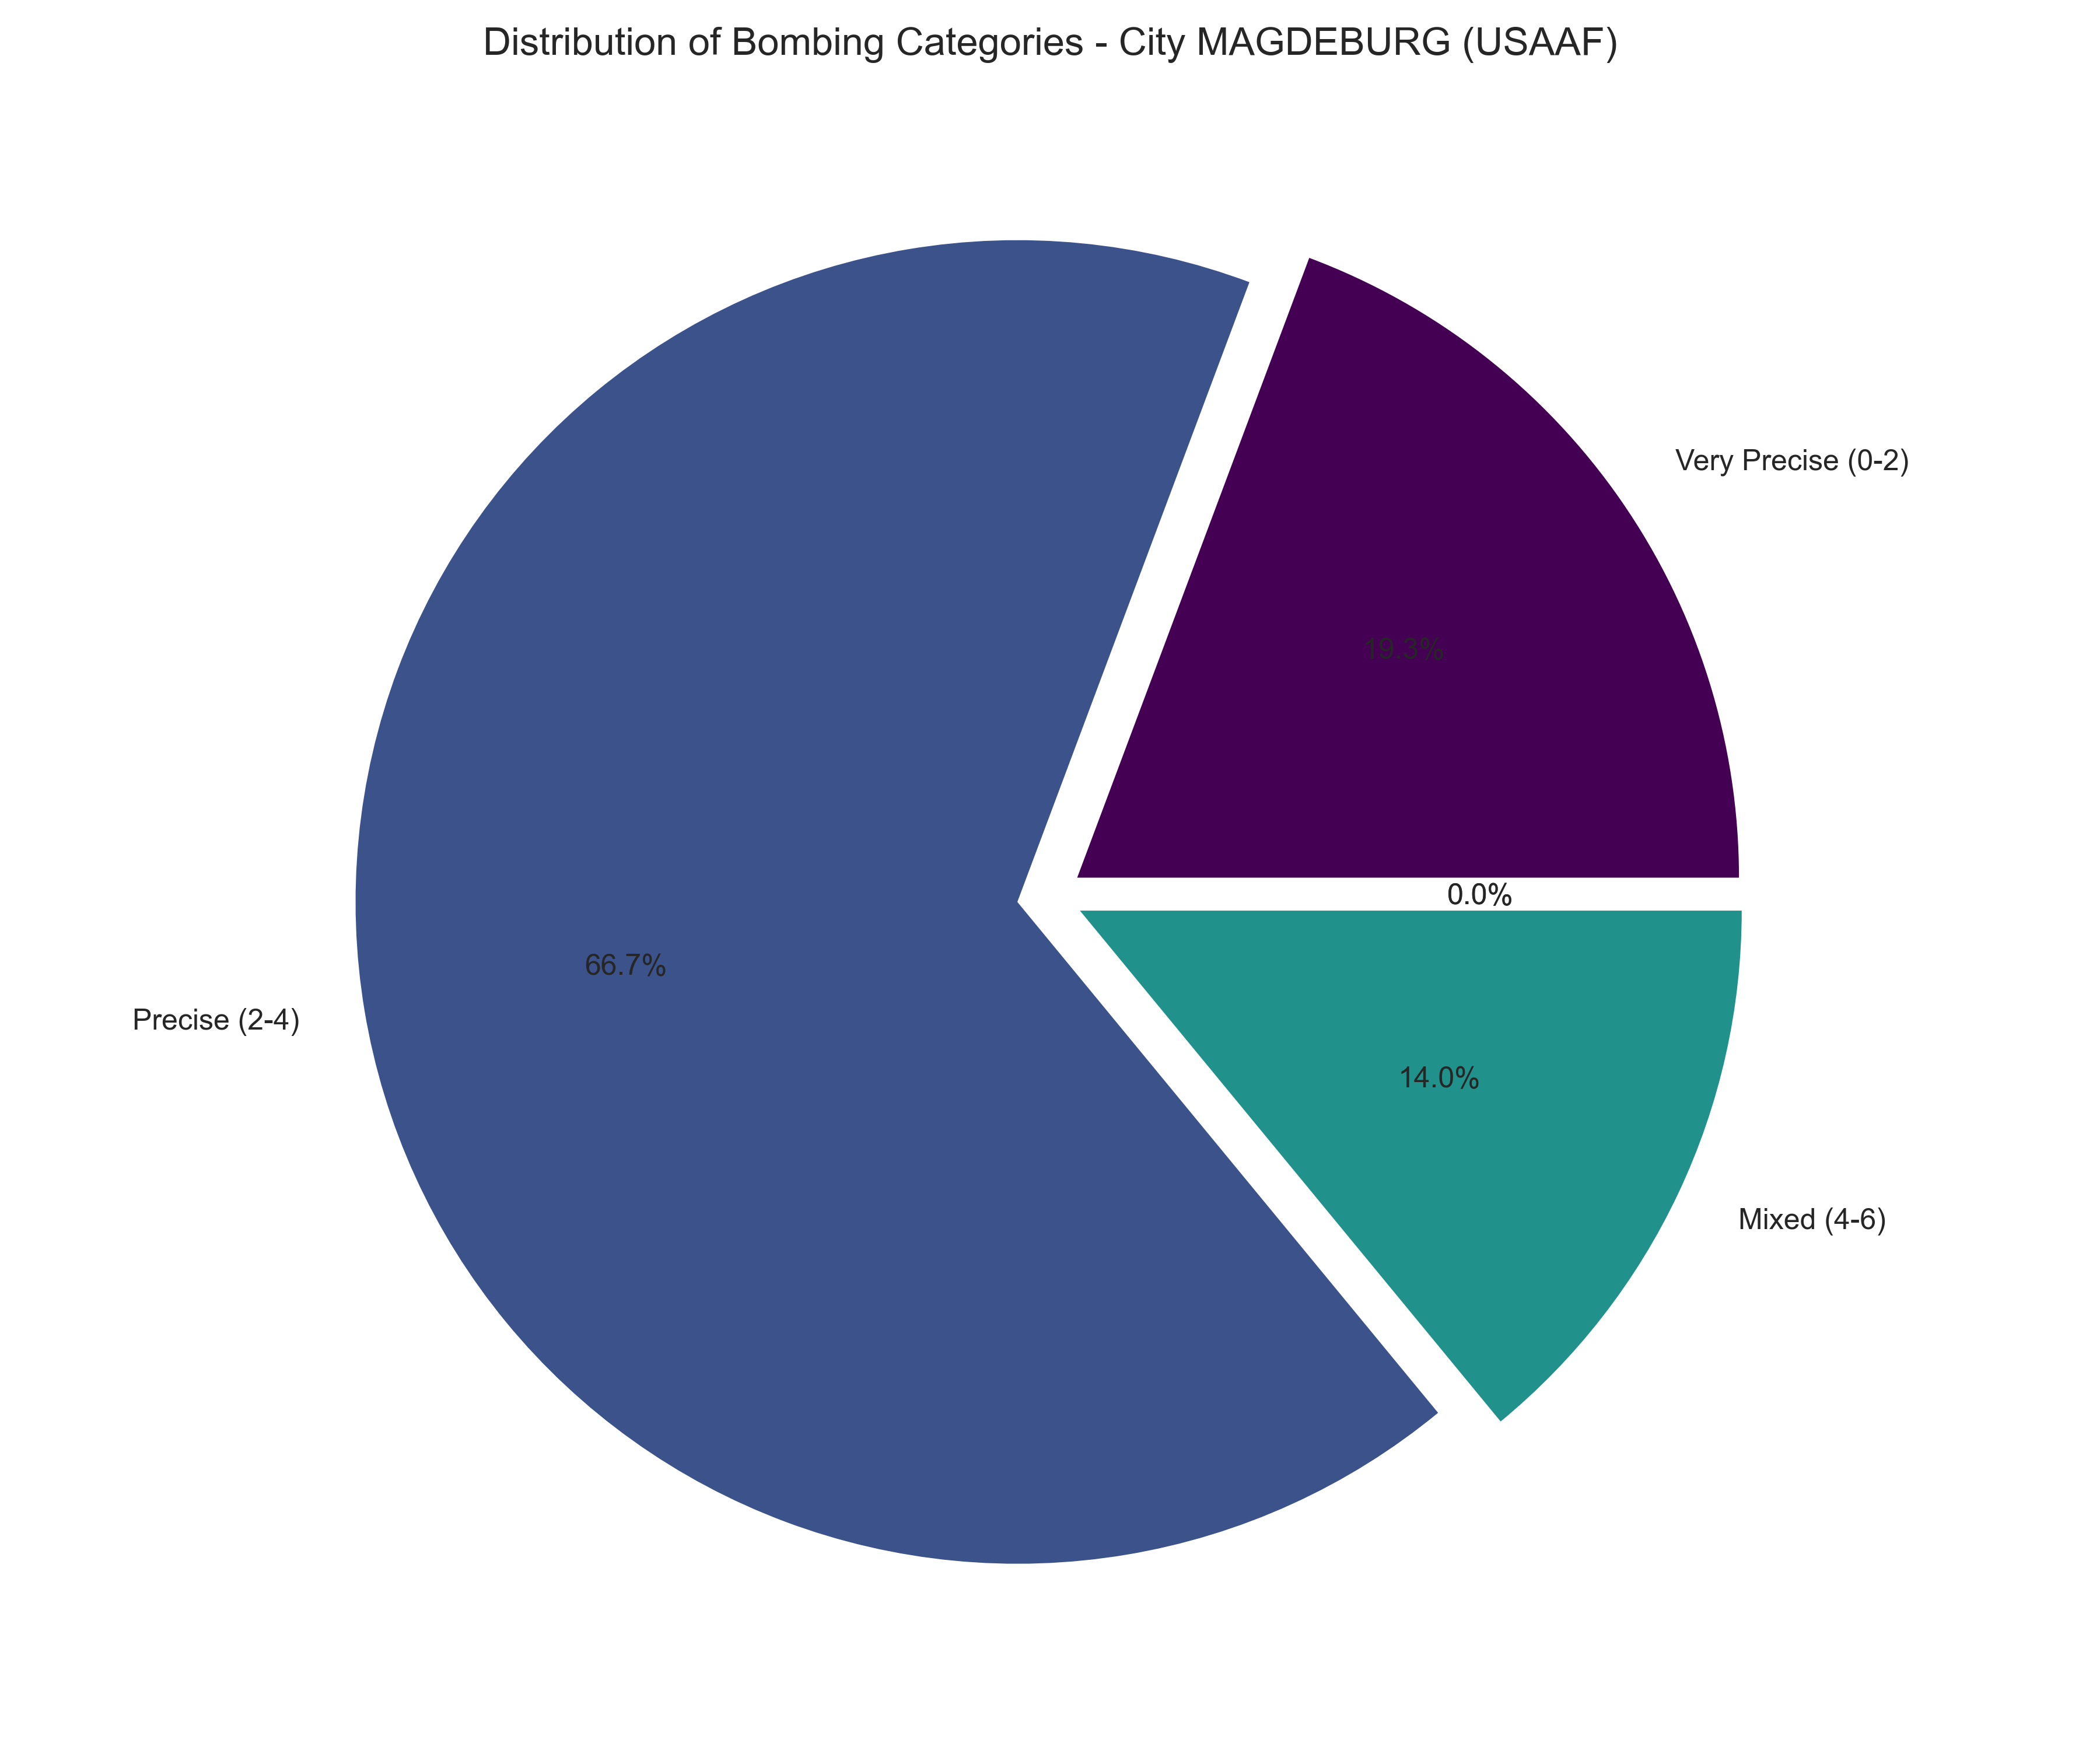 Distribution of Bombing Categories - City MAGDEBURG (USAAF)
Very Precise (0-2)
19.3%
0.0%
66.7%
Precise (2-4)
14.0%
Mixed (4-6)